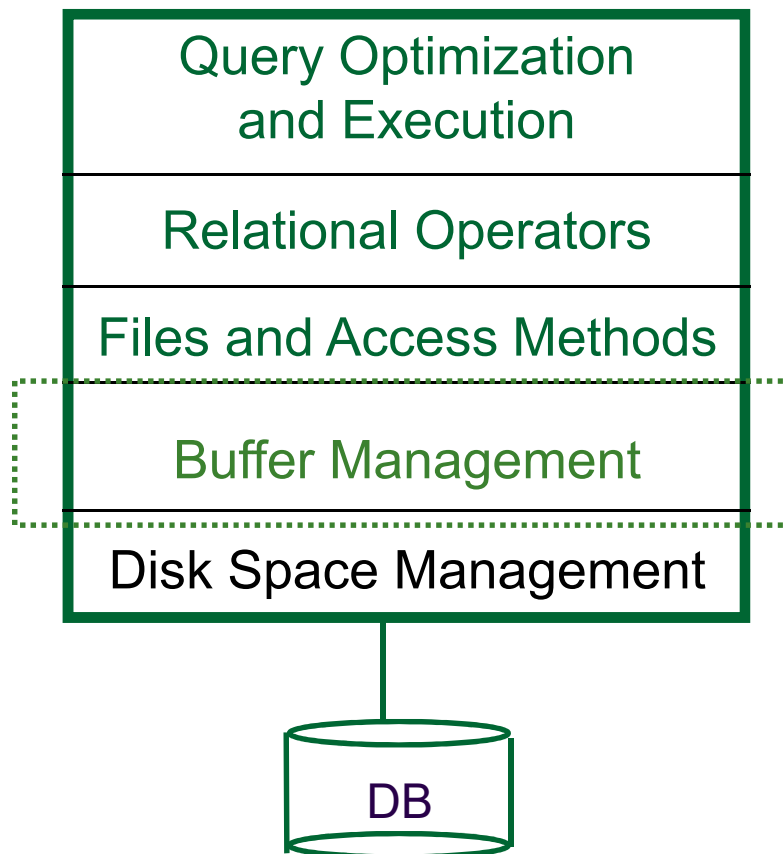 Query Optimization
and Execution
Relational Operators
Files and Access Methods
Buffer Management
Disk Space Management
DB